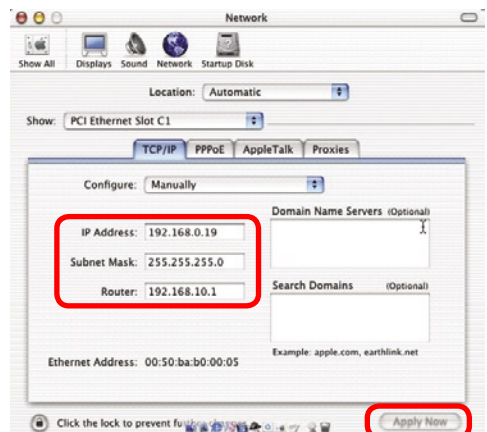 Network
Show All Displays Sound Network Startup Disk
Location: Automatic
Show: PCI Ethernet Slot C1
TCP/IP PPPoE AppleTalk Proxies
Configure: Manually
Domain Name Servers (Optional)
IP Address: 192.168.0.19
Subnet Mask: 255.255.255.0
Router: 192.168.10.1
Search Domains (Optional)
Example: apple.com, earthlink.net
Ethernet Address: 00:50:ba:b0:00:05
Click the lock to prevent
Apply Now